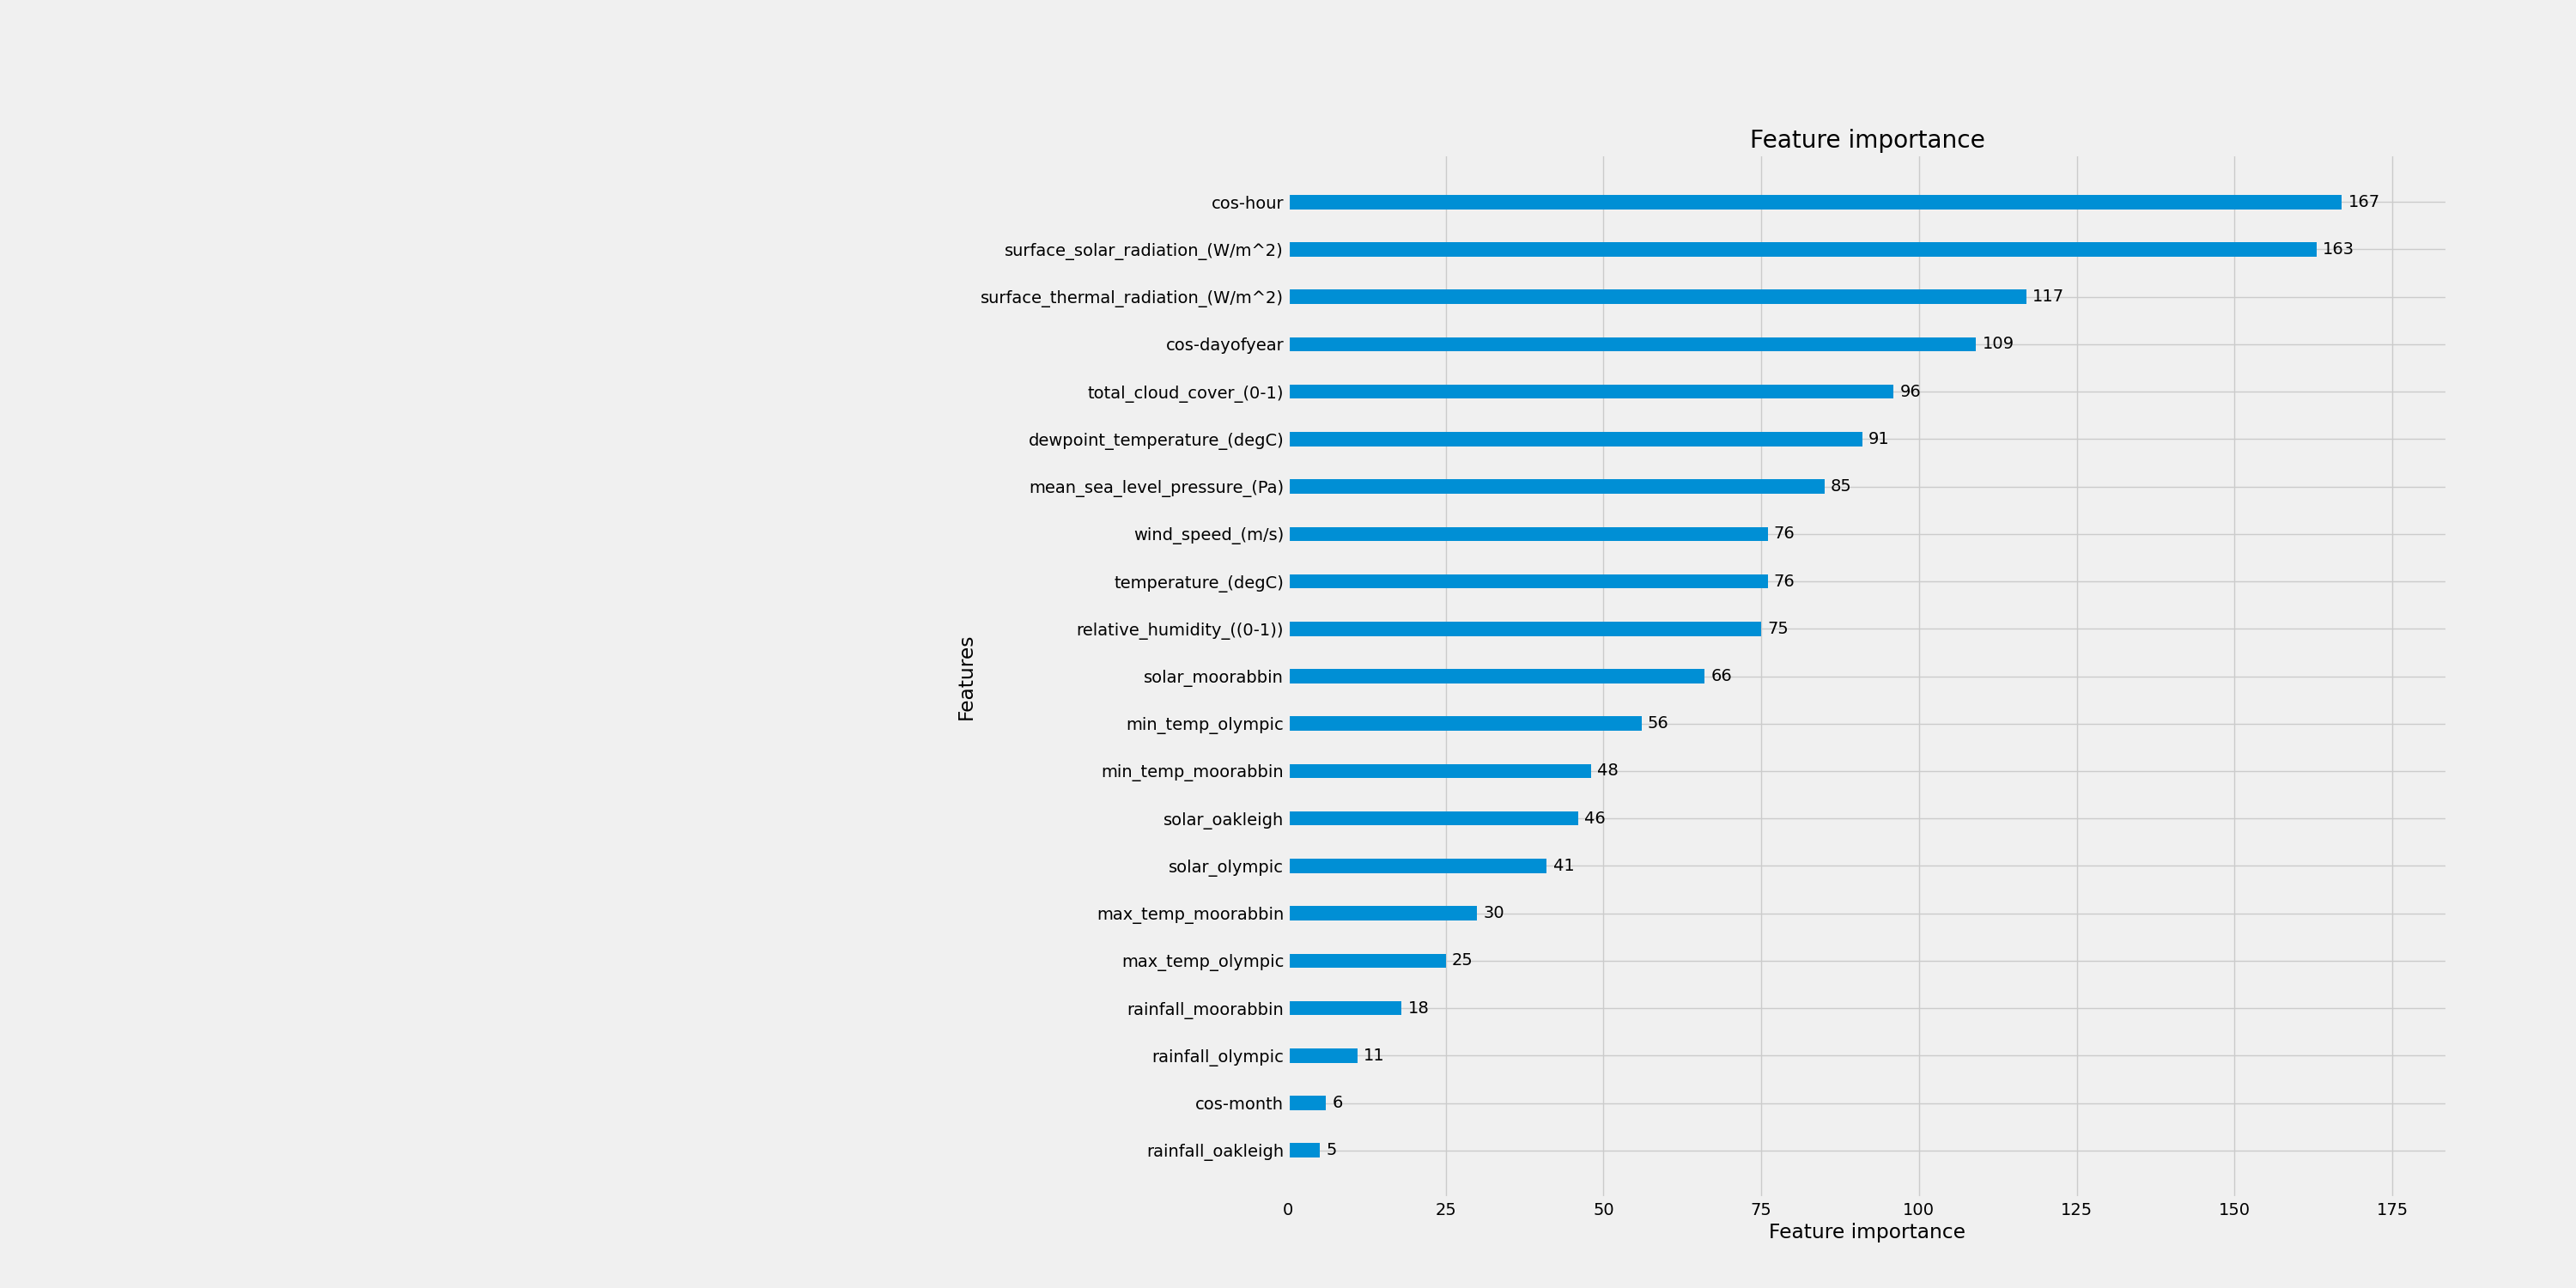 Feature importance
cos-hour 167
surface_solar_radiation_(W/m^2) 163
surface_thermal_radiation_(W/m^2) 117
cos-dayofyear 109
total_cloud_cover_(0-1) 96
dewpoint_temperature_(degC) 91
mean_sea_level_pressure_(Pa) 85
wind_speed_(m/s) 76
temperature_(degC) 76
relative_humidity_((0-1)) 75
solar_moorabbin 66
min_temp_olympic 56
min_temp_moorabbin 48
solar_oakleigh 46
solar_olympic 41
max_temp_moorabbin 30
max_temp_olympic 25
rainfall_moorabbin 18
rainfall_olympic 11
cos-month 6
rainfall_oakleigh 5
Features
0 25 50 75 100 125 150 175
Feature importance